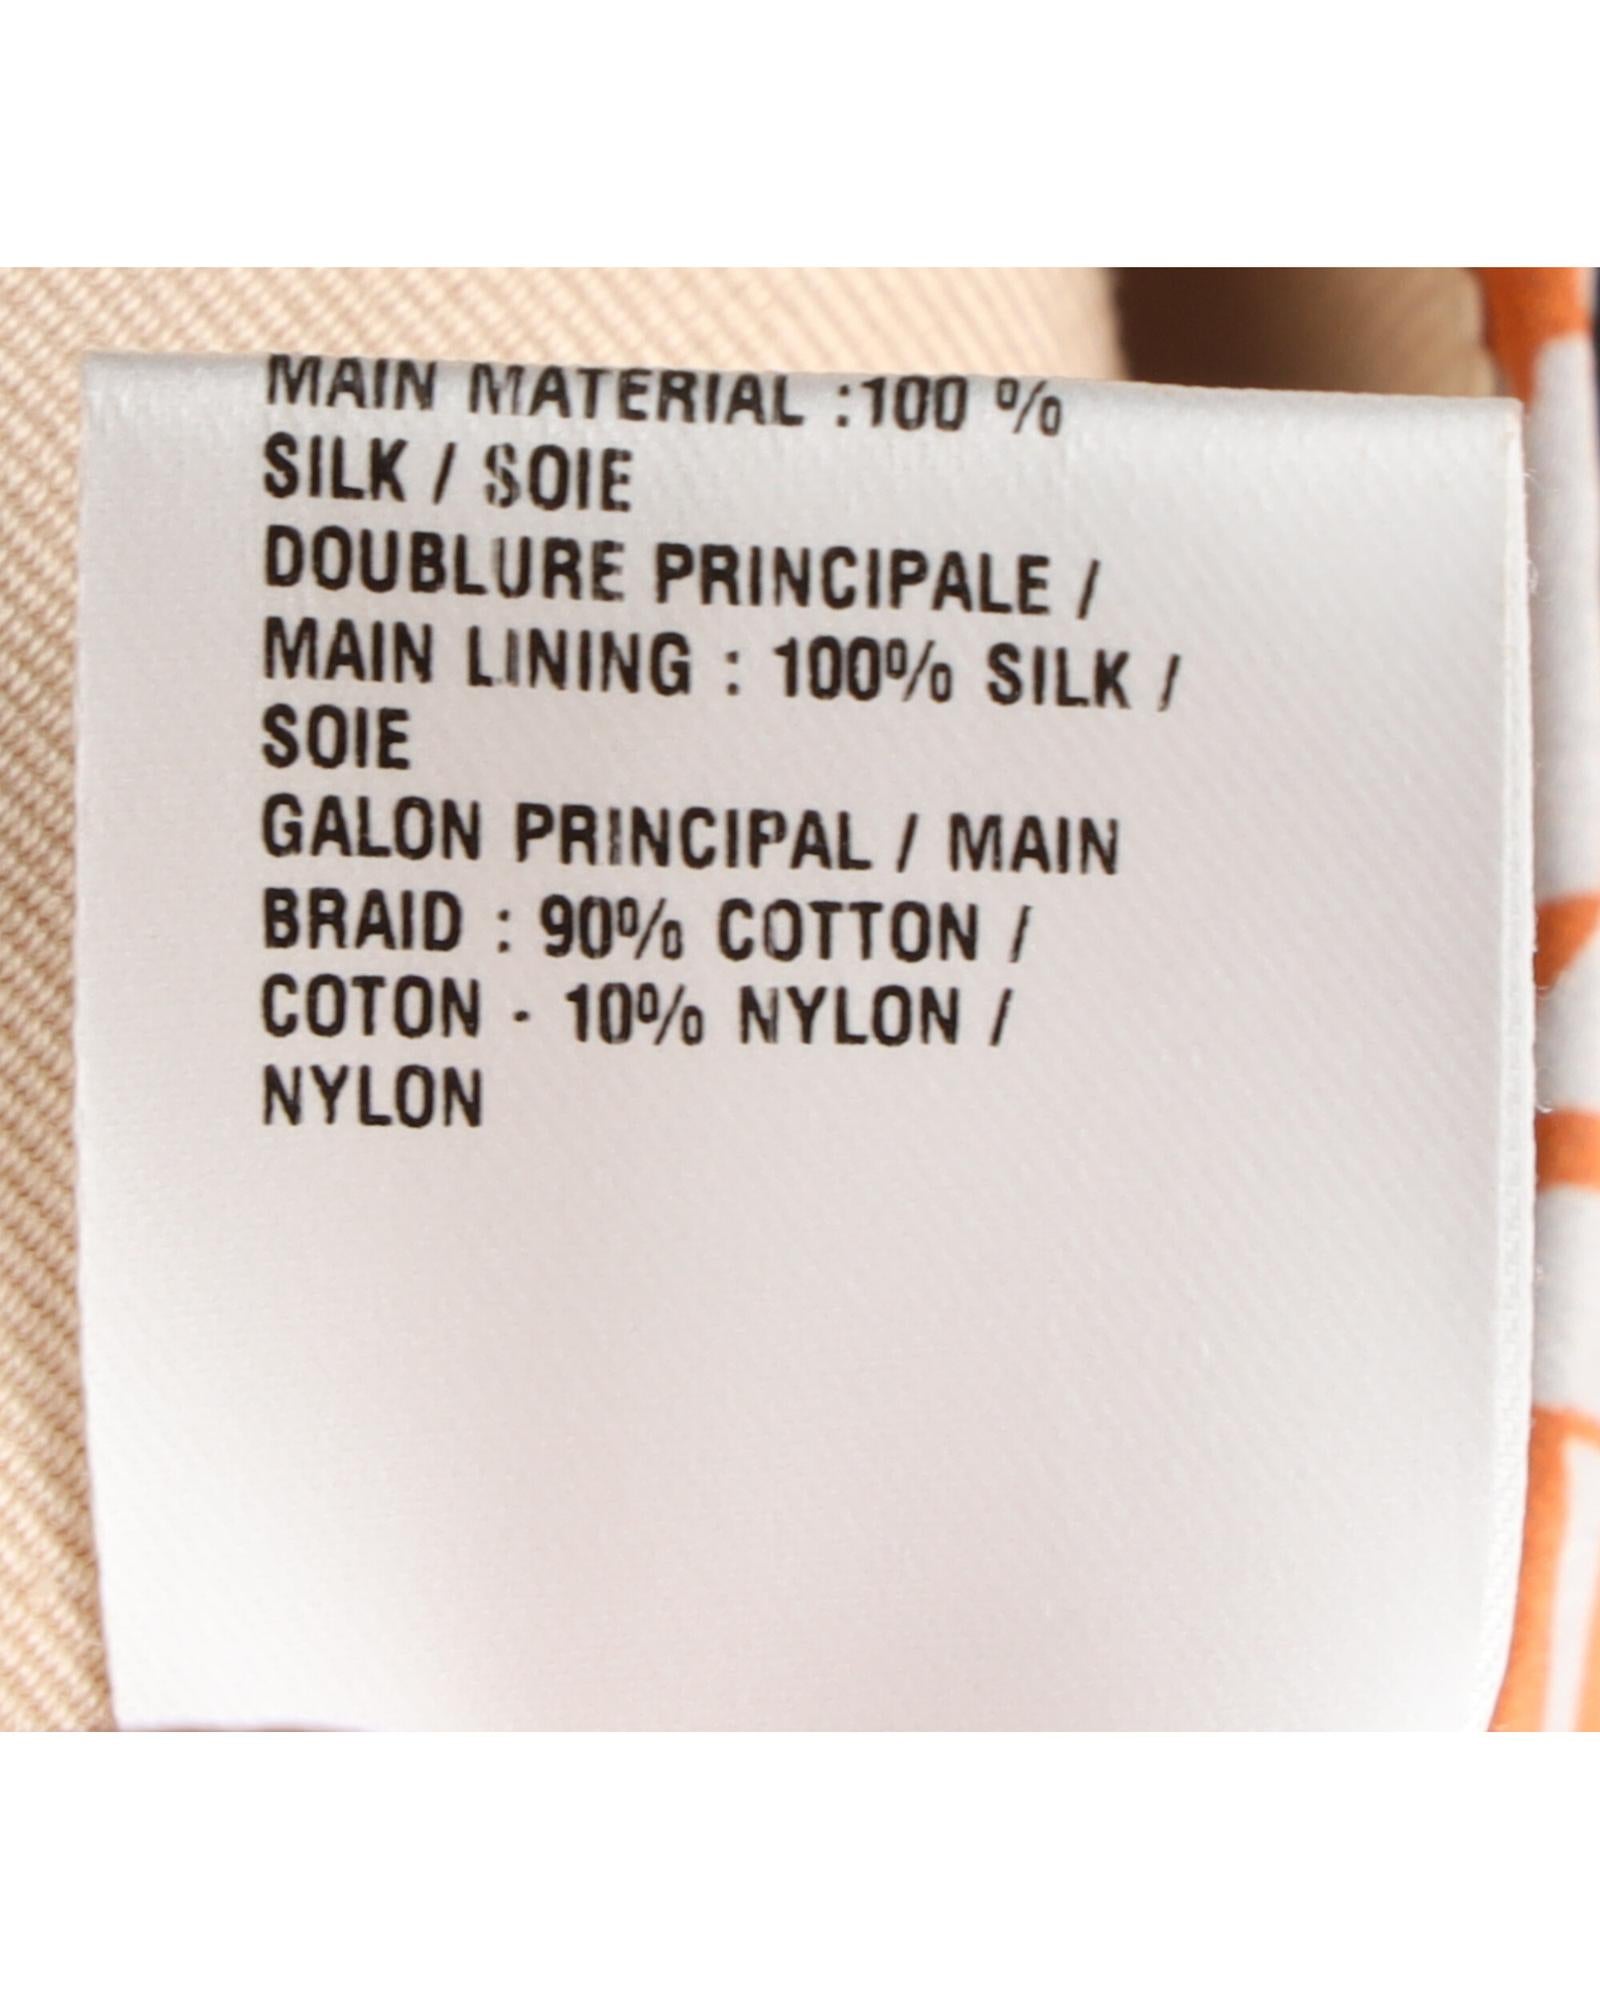 MAIN MATERIAL :100 %
SILK / SOIE
DOUBLURE PRINCIPALE /
MAIN LINING : 100% SILK /
SOIE
GALON PRINCIPAL / MAIN
BRAID : 90% COTTON /
COTON - 10% NYLON /
NYLON